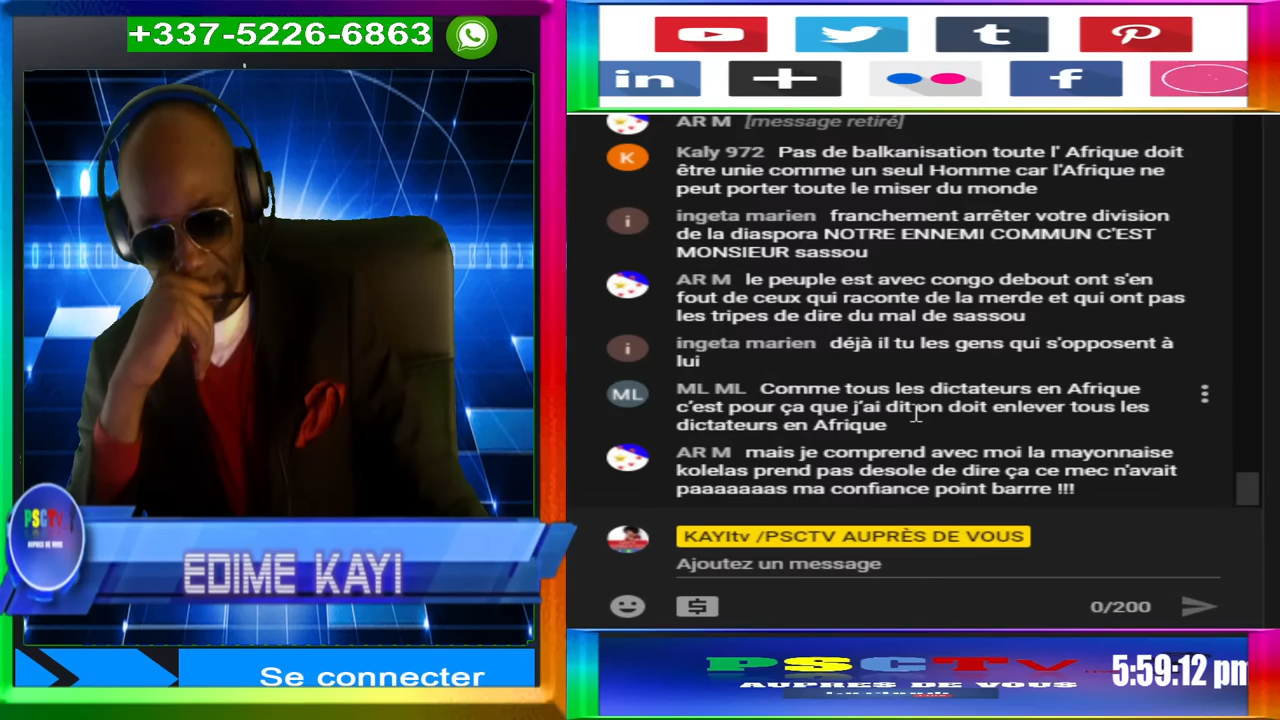 +337-5226-6863
AR M [message retiré]
Kaly 972 Pas de balkanisation toute l' Afrique doit
être unie comme un seul Homme car l'Afrique ne
peut porter toute le miser du monde
ingeta marien franchement arrêter votre division
de la diaspora NOTRE ENNEMI COMMUN C'EST
MONSIEUR sassou
AR M le peuple est avec congo debout ont s'en
fout de ceux qui raconte de la merde et qui ont pas
les tripes de dire du mal de sassou
ingeta marien déjà il tu les gens qui s'opposent à
lui
ML ML Comme tous les dictateurs en Afrique
c'est pour ça que j'ai dit on doit enlever tous les
dictateurs en Afrique
AR M mais je comprend avec moi la mayonnaise
kolelas prend pas desole de dire ça ce mec n'avait
paaaaaaas ma confiance point barrre !!!
KAYItv /PSCTV AUPRÈS DE VOUS
Ajoutez un message
0/200
PSCTV
AUPRES DE VOUS
EDIME KAYI
Se connecter
PSCTV
AUPRES DE VOUS
5:59:12 pm